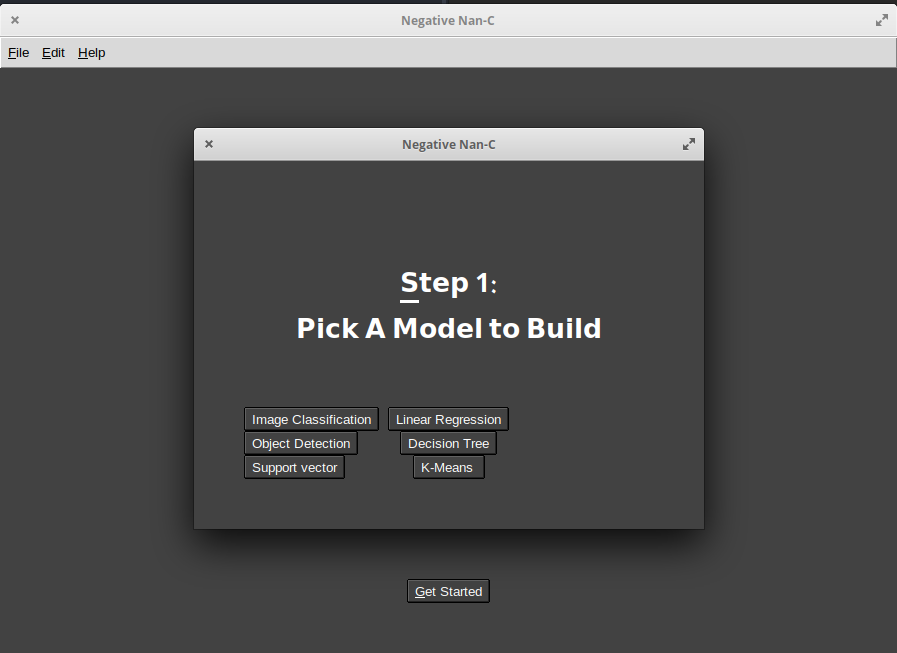 Negative Nan-C
File Edit Help
Negative Nan-C
Step 1:
Pick A Model to Build
Image Classification Linear Regression
Object Detection Decision Tree
Support vector K-Means
Get Started